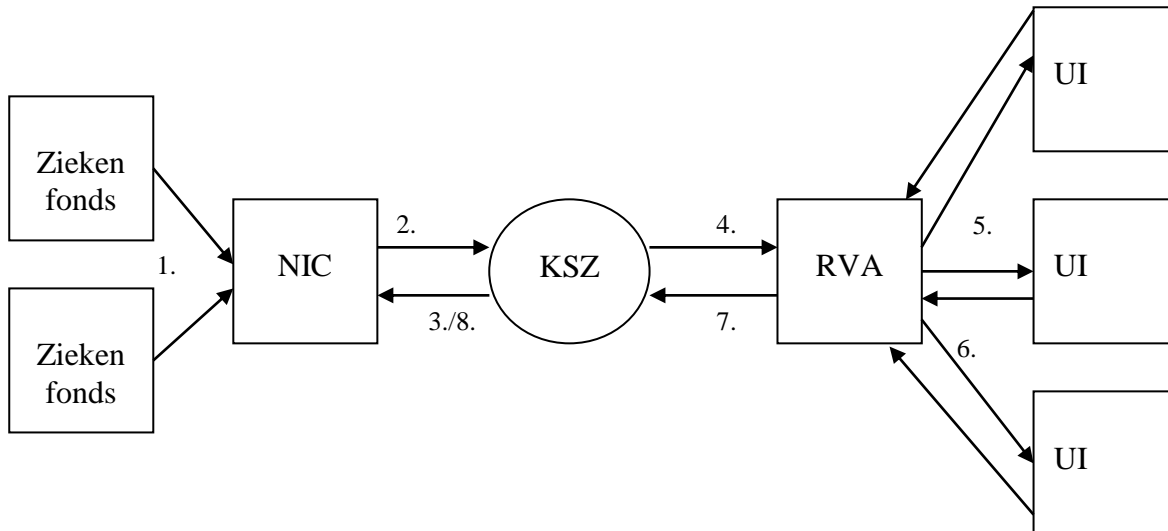 UI
Zieken
fonds
1.
NIC
2.
3./8.
KSZ
4.
7.
RVA
5.
UI
6.
Zieken
fonds
UI